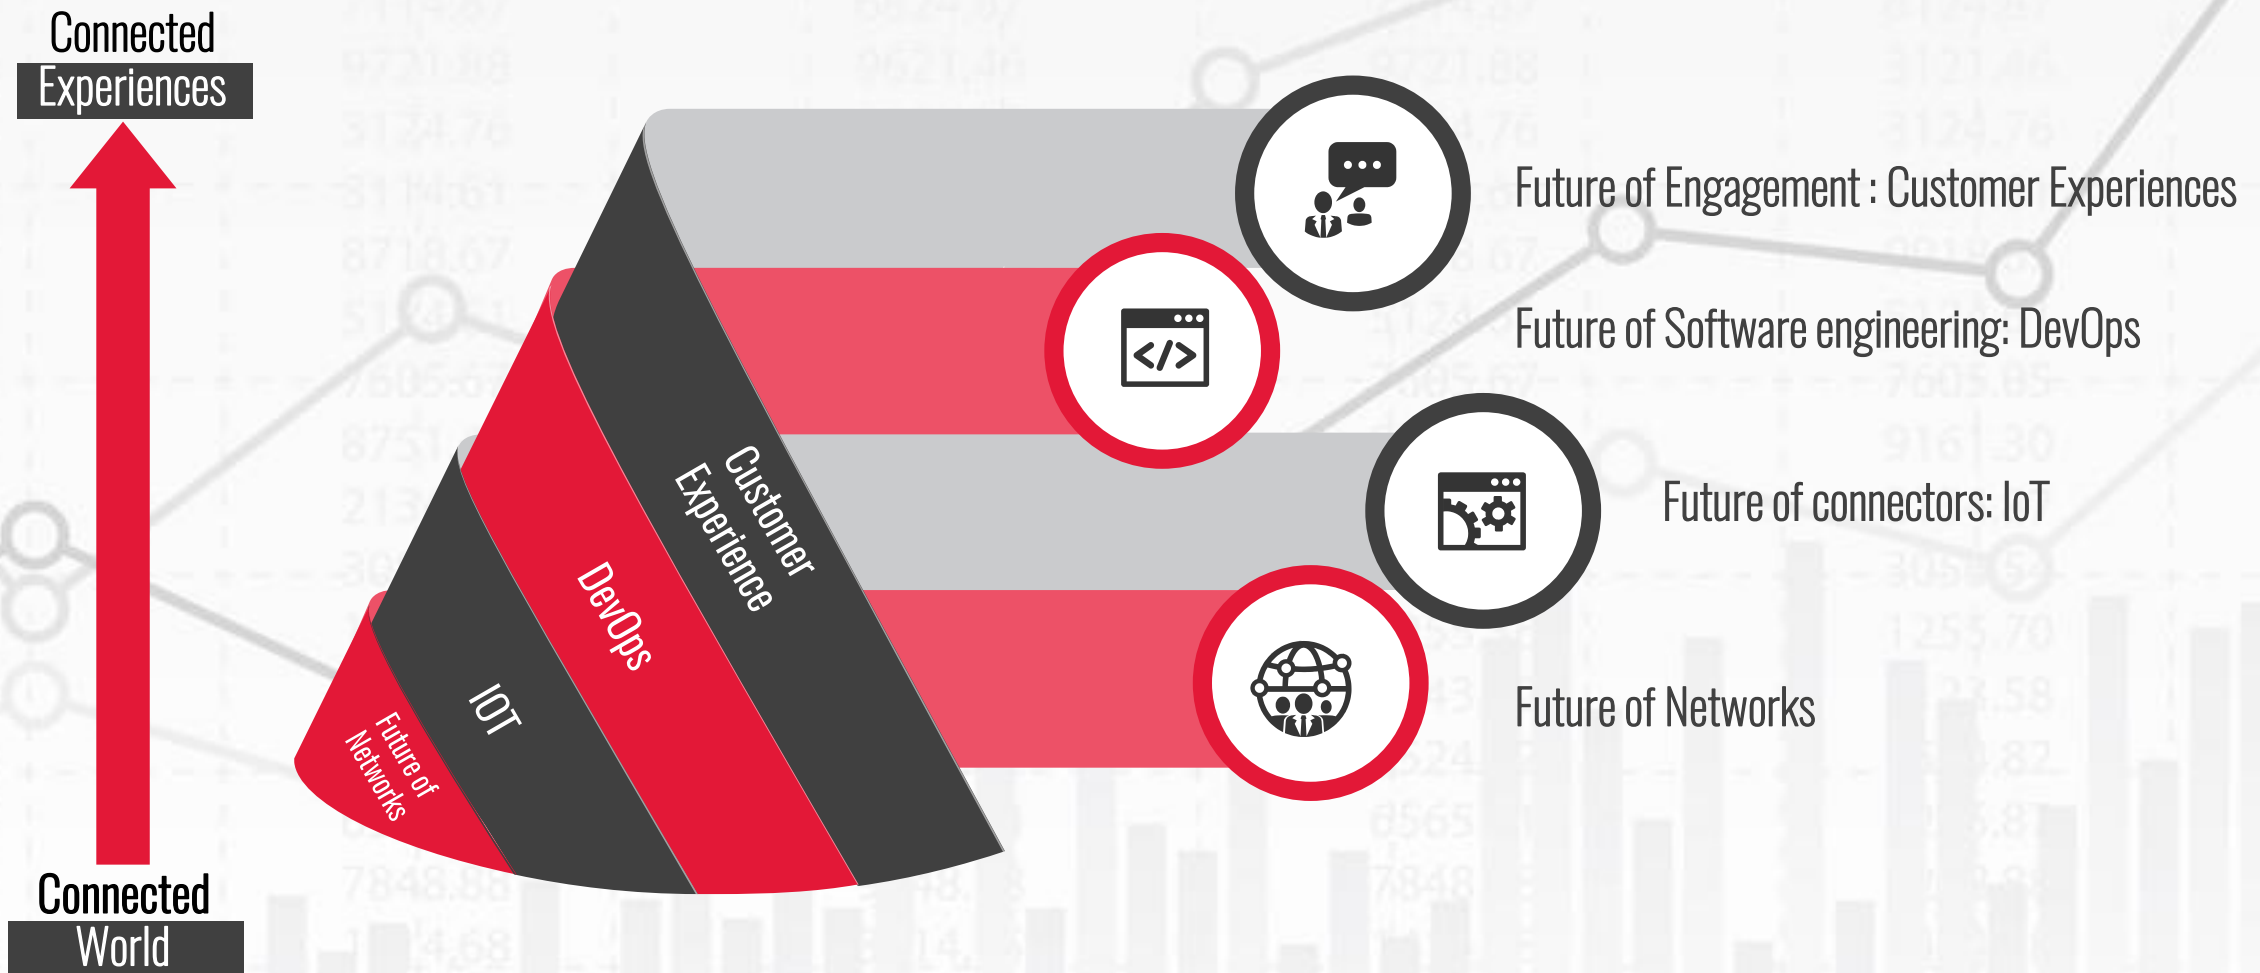 Connected
Experiences
Future of Engagement : Customer Experiences
Future of Software engineering: DevOps
Future of connectors: IoT
Future of Networks
Customer
Experience
DevOps
IOT
Future of
Networks
Connected
World